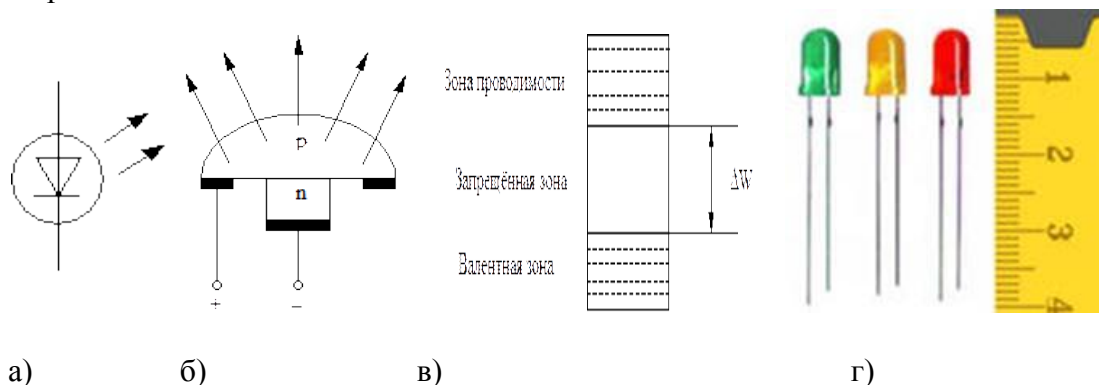 Зона проводимости
p
Запрещённая зона
ΔW
n
Валентная зона
+
−
1
2
3
4
а)
б)
в)
г)